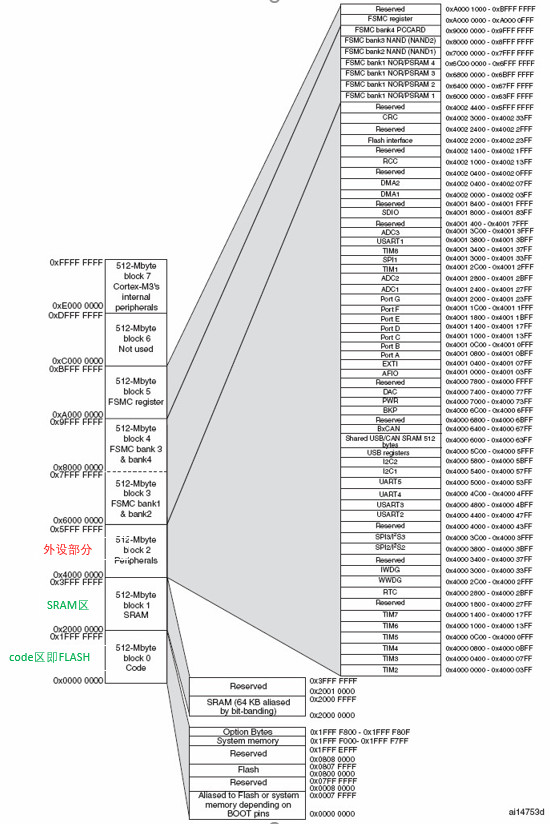 Reserved 0xA000 1000 - 0xBFFF FFFF
FSMC register 0xA000 0000 - 0xA000 0FFF
FSMC bank4 PCCARD 0x9000 0000 - 0x9FFF FFFF
FSMC bank3 NAND (NAND2) 0x8000 0000 - 0x8FFF FFFF
FSMC bank2 NAND (NAND1) 0x7000 0000 - 0x7FFF FFFF
FSMC bank1 NOR/PSRAM 4 0x6C00 0000 - 0x6FFF FFFF
FSMC bank1 NOR/PSRAM 3 0x6800 0000 - 0x6BFF FFFF
FSMC bank1 NOR/PSRAM 2 0x6400 0000 - 0x67FF FFFF
FSMC bank1 NOR/PSRAM 1 0x6000 0000 - 0x63FF FFFF
Reserved 0x4002 4400 - 0x5FFF FFFF
CRC 0x4002 3000 - 0x4002 33FF
Reserved 0x4002 2400 - 0x4002 2FFF
Flash interface 0x4002 2000 - 0x4002 23FF
Reserved 0x4002 1400 - 0x4002 1FFF
RCC 0x4002 1000 - 0x4002 13FF
Reserved 0x4002 0400 - 0x4002 0FFF
DMA2 0x4002 0400 - 0x4002 07FF
DMA1 0x4002 0000 - 0x4002 03FF
Reserved 0x4001 8400 - 0x4001 FFFF
SDIO 0x4001 8000 - 0x4001 83FF
Reserved 0x4001 400 - 0x4001 7FFF
ADC3 0x4001 3C00 - 0x4001 3FFF
USART1 0x4001 3800 - 0x4001 3BFF
TIM8 0x4001 3400 - 0x4001 37FF
SPI1 0x4001 3000 - 0x4001 33FF
TIM1 0x4001 2C00 - 0x4001 2FFF
ADC2 0x4001 2800 - 0x4001 2BFF
ADC1 0x4001 2400 - 0x4001 27FF
Port G 0x4001 2000 - 0x4001 23FF
Port F 0x4001 1C00 - 0x4001 1FFF
Port E 0x4001 1800 - 0x4001 1BFF
Port D 0x4001 1400 - 0x4001 17FF
Port C 0x4001 1000 - 0x4001 13FF
Port B 0x4001 0C00 - 0x4001 0FFF
Port A 0x4001 0800 - 0x4001 0BFF
EXTI 0x4001 0400 - 0x4001 07FF
AFIO 0x4001 0000 - 0x4001 03FF
Reserved 0x4000 7800 - 0x4000 FFFF
DAC 0x4000 7400 - 0x4000 77FF
PWR 0x4000 7000 - 0x4000 73FF
BKP 0x4000 6C00 - 0x4000 6FFF
Reserved 0x4000 6800 - 0x4000 6BFF
BxCAN 0x4000 6400 - 0x4000 67FF
Shared USB/CAN SRAM 512
bytes 0x4000 6000 - 0x4000 63FF
USB registers 0x4000 5C00 - 0x4000 5FFF
I2C2 0x4000 5800 - 0x4000 5BFF
I2C1 0x4000 5400 - 0x4000 57FF
UART5 0x4000 5000 - 0x4000 53FF
UART4 0x4000 4C00 - 0x4000 4FFF
USART3 0x4000 4800 - 0x4000 4BFF
USART2 0x4000 4400 - 0x4000 47FF
Reserved 0x4000 4000 - 0x4000 43FF
SPI3/I²S3 0x4000 3C00 - 0x4000 3FFF
SPI2/I²S2 0x4000 3800 - 0x4000 3BFF
Reserved 0x4000 3400 - 0x4000 37FF
IWDG 0x4000 3000 - 0x4000 33FF
WWDG 0x4000 2C00 - 0x4000 2FFF
RTC 0x4000 2800 - 0x4000 2BFF
Reserved 0x4000 1800 - 0x4000 27FF
TIM7 0x4000 1400 - 0x4000 17FF
TIM6 0x4000 1000 - 0x4000 13FF
TIM5 0x4000 0C00 - 0x4000 0FFF
TIM4 0x4000 0800 - 0x4000 0BFF
TIM3 0x4000 0400 - 0x4000 07FF
TIM2 0x4000 0000 - 0x4000 03FF
0xFFFF FFFF
512-Mbyte
block 7
Cortex-M3's
internal
peripherals
0xE000 0000
0xDFFF FFFF
512-Mbyte
block 6
Not used
0xC000 0000
0xBFFF FFFF
512-Mbyte
block 5
FSMC register
0xA000 0000
0x9FFF FFFF
512-Mbyte
block 4
FSMC bank 3
& bank4
0x8000 0000
0x7FFF FFFF
512-Mbyte
block 3
FSMC bank1
& bank2
0x6000 0000
0x5FFF FFFF
外设部分
512-Mbyte
block 2
Peripherals
0x4000 0000
0x3FFF FFFF
SRAM区
512-Mbyte
block 1
SRAM
0x2000 0000
0x1FFF FFFF
code区即FLASH
512-Mbyte
block 0
Code
0x0000 0000
0x3FFF FFFF
Reserved
0x2001 0000
0x2000 FFFF
SRAM (64 KB aliased
by bit-banding)
0x2000 0000
Option Bytes 0x1FFF F800 - 0x1FFF F80F
System memory 0x1FFF F000- 0x1FFF F7FF
0x1FFF EFFF
Reserved
0x0808 0000
0x0807 FFFF
Flash
0x0800 0000
0x07FF FFFF
Reserved
0x0008 0000
0x0007 FFFF
Aliased to Flash or system
memory depending on
BOOT pins
0x0000 0000
ai14753d